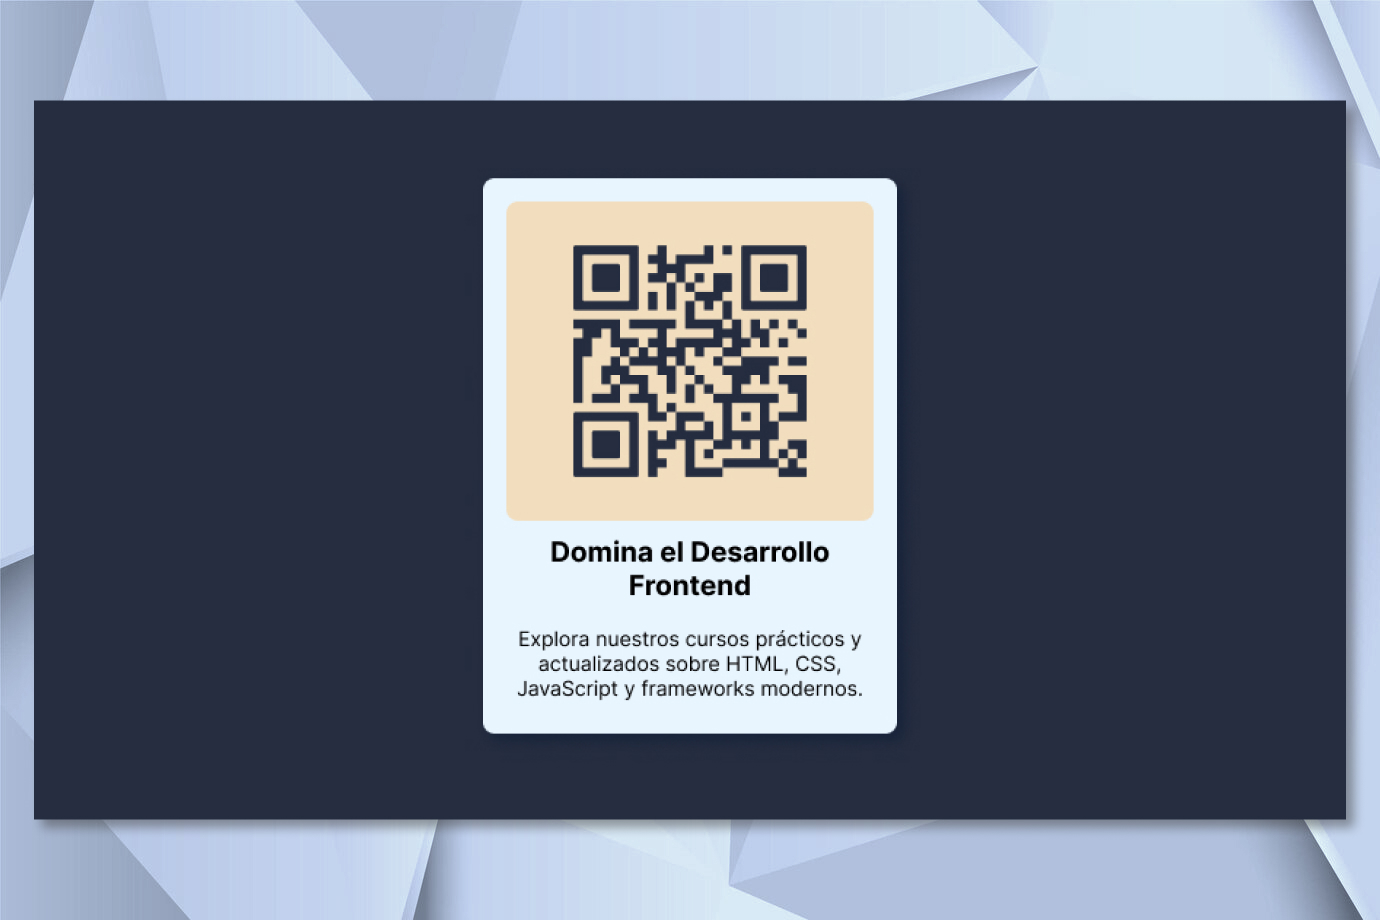 Domina el Desarrollo
Frontend
Explora nuestros cursos prácticos y
actualizados sobre HTML, CSS,
JavaScript y frameworks modernos.